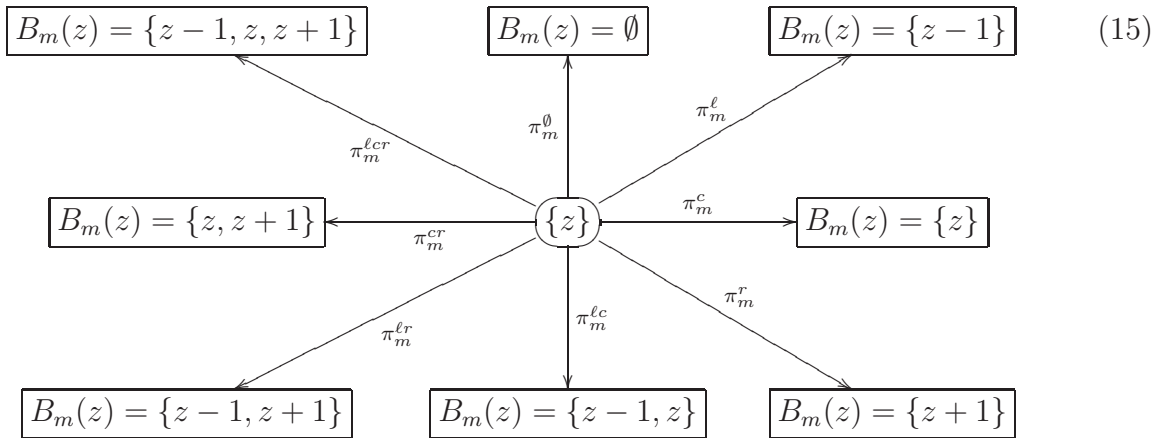 B_m(z) = {z − 1, z, z + 1} B_m(z) = ∅ B_m(z) = {z − 1} (15)
π_m^∅ π_m^ℓ
π_m^{ℓcr}
B_m(z) = {z, z + 1} π_m^{cr} {z} π_m^c B_m(z) = {z}
π_m^{ℓr} π_m^{ℓc} π_m^r
B_m(z) = {z − 1, z + 1} B_m(z) = {z − 1, z} B_m(z) = {z + 1}